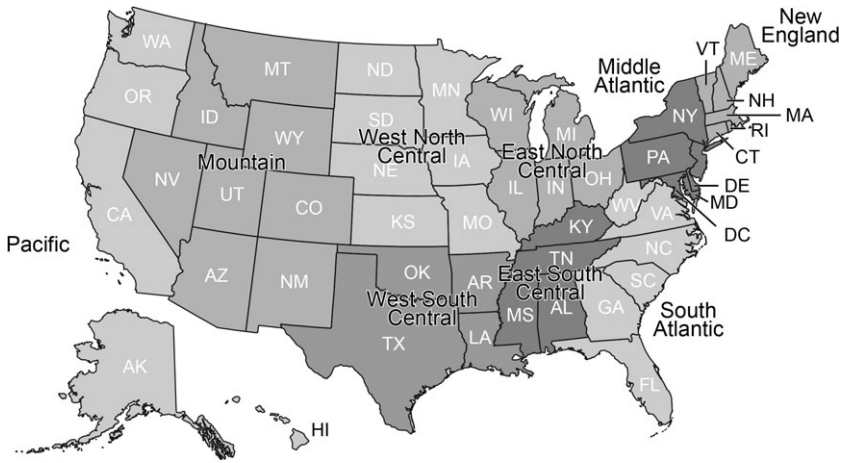 New
England
WA
VT
ME
MT
ND
MN
Middle
Atlantic
OR
NH
MA
ID
SD
WI
NY
RI
WY
West North
Central
MI
CT
Mountain
IA
East North
Central
PA
NE
NV
OH
DE
UT
IL
IN
MD
CO
WV
CA
VA
KS
MO
KY
DC
Pacific
NC
TN
AZ
NM
OK
AR
East South
Central
SC
West South
Central
MS
AL
GA
South
Atlantic
TX
LA
AK
FL
HI